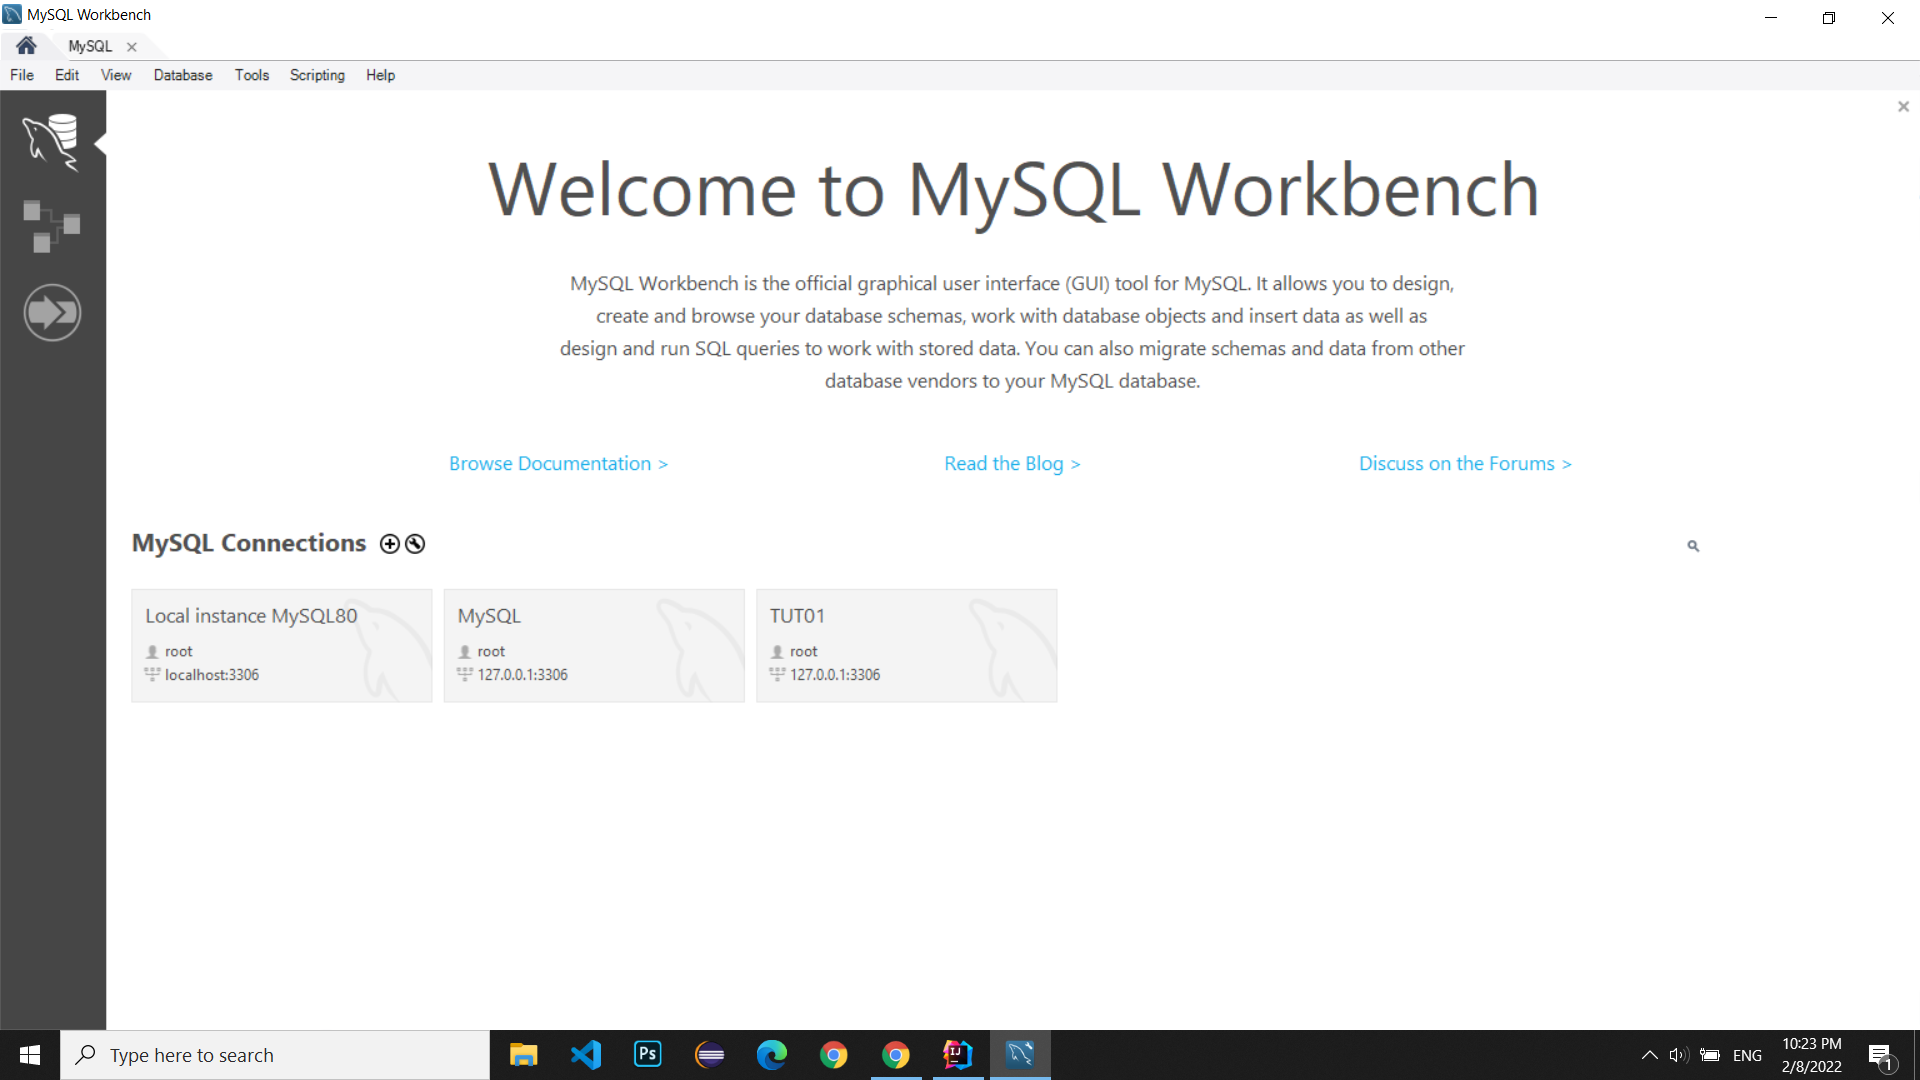 MySQL Workbench
MySQL
File Edit View Database Tools Scripting Help
Welcome to MySQL Workbench
MySQL Workbench is the official graphical user interface (GUI) tool for MySQL. It allows you to design,
create and browse your database schemas, work with database objects and insert data as well as
design and run SQL queries to work with stored data. You can also migrate schemas and data from other
database vendors to your MySQL database.
Browse Documentation > Read the Blog > Discuss on the Forums >
MySQL Connections
Local instance MySQL80
root
localhost:3306
MySQL
root
127.0.0.1:3306
TUT01
root
127.0.0.1:3306
Type here to search
Ps
IJ
ENG
10:23 PM
2/8/2022
1